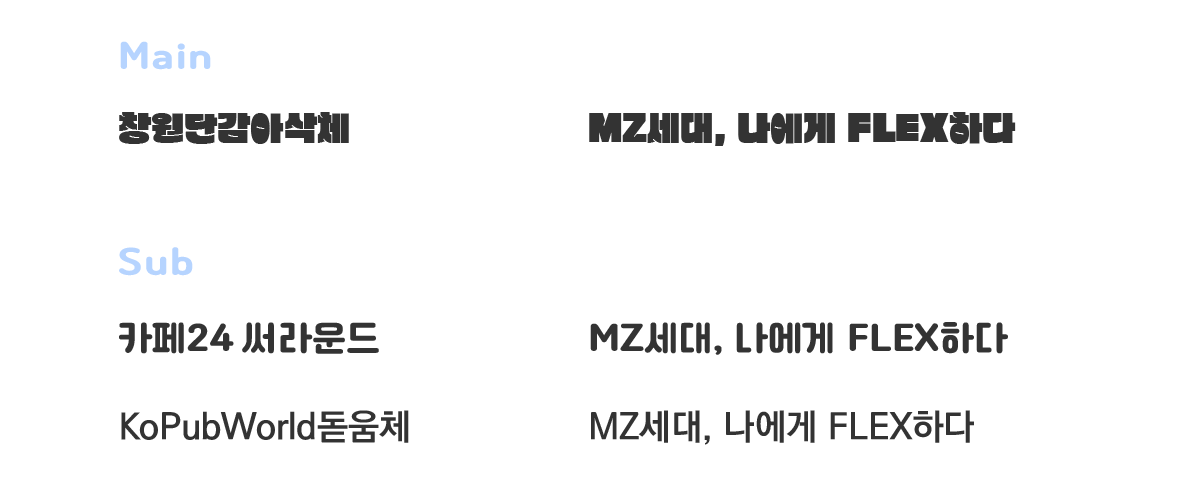 Main
창원단감아삭체
MZ세대, 나에게 FLEX하다
Sub
카페24 써라운드
MZ세대, 나에게 FLEX하다
KoPubWorld돋움체
MZ세대, 나에게 FLEX하다